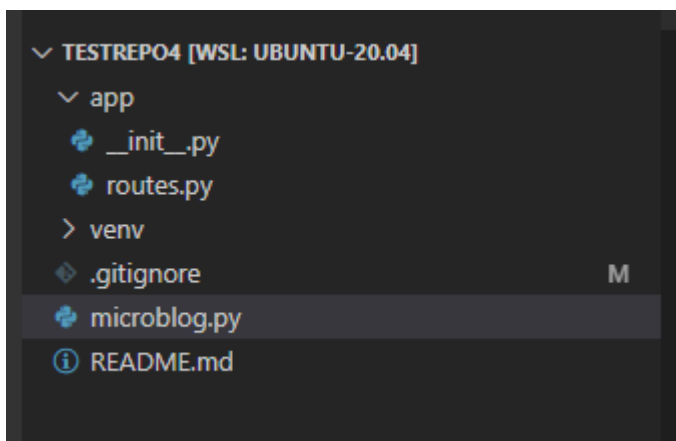 TESTREPO4 [WSL: UBUNTU-20.04]
app
__init__.py
routes.py
venv
.gitignore M
microblog.py
README.md